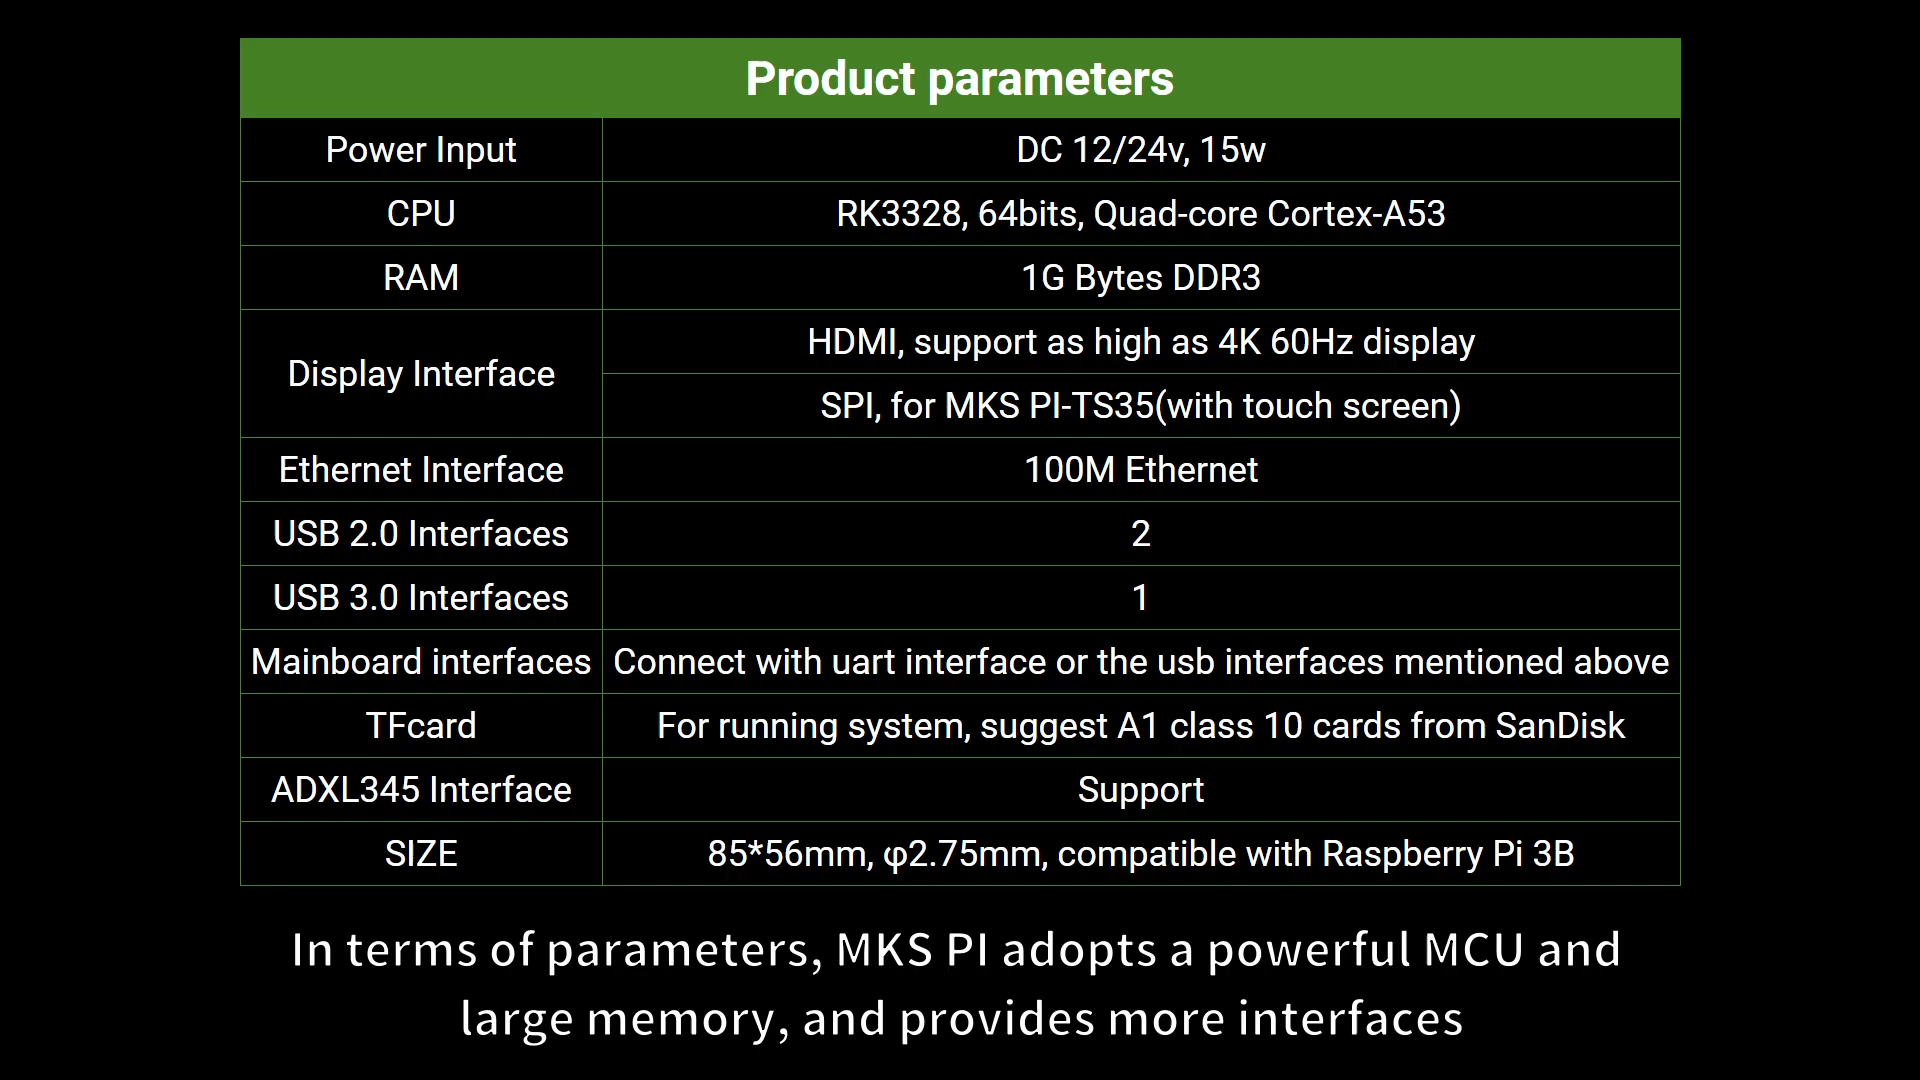 Product parameters
Power Input
DC 12/24v, 15w
CPU
RK3328, 64bits, Quad-core Cortex-A53
RAM
1G Bytes DDR3
Display Interface
HDMI, support as high as 4K 60Hz display
SPI, for MKS PI-TS35(with touch screen)
Ethernet Interface
100M Ethernet
USB 2.0 Interfaces
2
USB 3.0 Interfaces
1
Mainboard interfaces
Connect with uart interface or the usb interfaces mentioned above
TFcard
For running system, suggest A1 class 10 cards from SanDisk
ADXL345 Interface
Support
SIZE
85*56mm, φ2.75mm, compatible with Raspberry Pi 3B
In terms of parameters, MKS PI adopts a powerful MCU and
large memory, and provides more interfaces